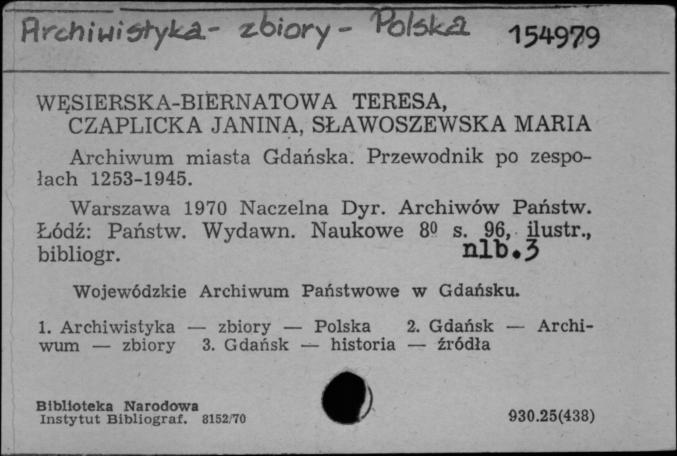 Archiwistyka - zbiory - Polska 154979
WĘSIERSKA-BIERNATOWA TERESA,
CZAPLICKA JANINA, SŁAWOSZEWSKA MARIA
Archiwum miasta Gdańska. Przewodnik po zespo-
łach 1253-1945.
Warszawa 1970 Naczelna Dyr. Archiwów Państw.
Łódź: Państw. Wydawn. Naukowe 8º s. 96, ilustr.,
bibliogr. nlb. 3
Wojewódzkie Archiwum Państwowe w Gdańsku.
1. Archiwistyka — zbiory — Polska 2. Gdańsk — Archi-
wum — zbiory 3. Gdańsk — historia — źródła
Biblioteka Narodowa
Instytut Bibliograf. 8152/70 930.25(438)